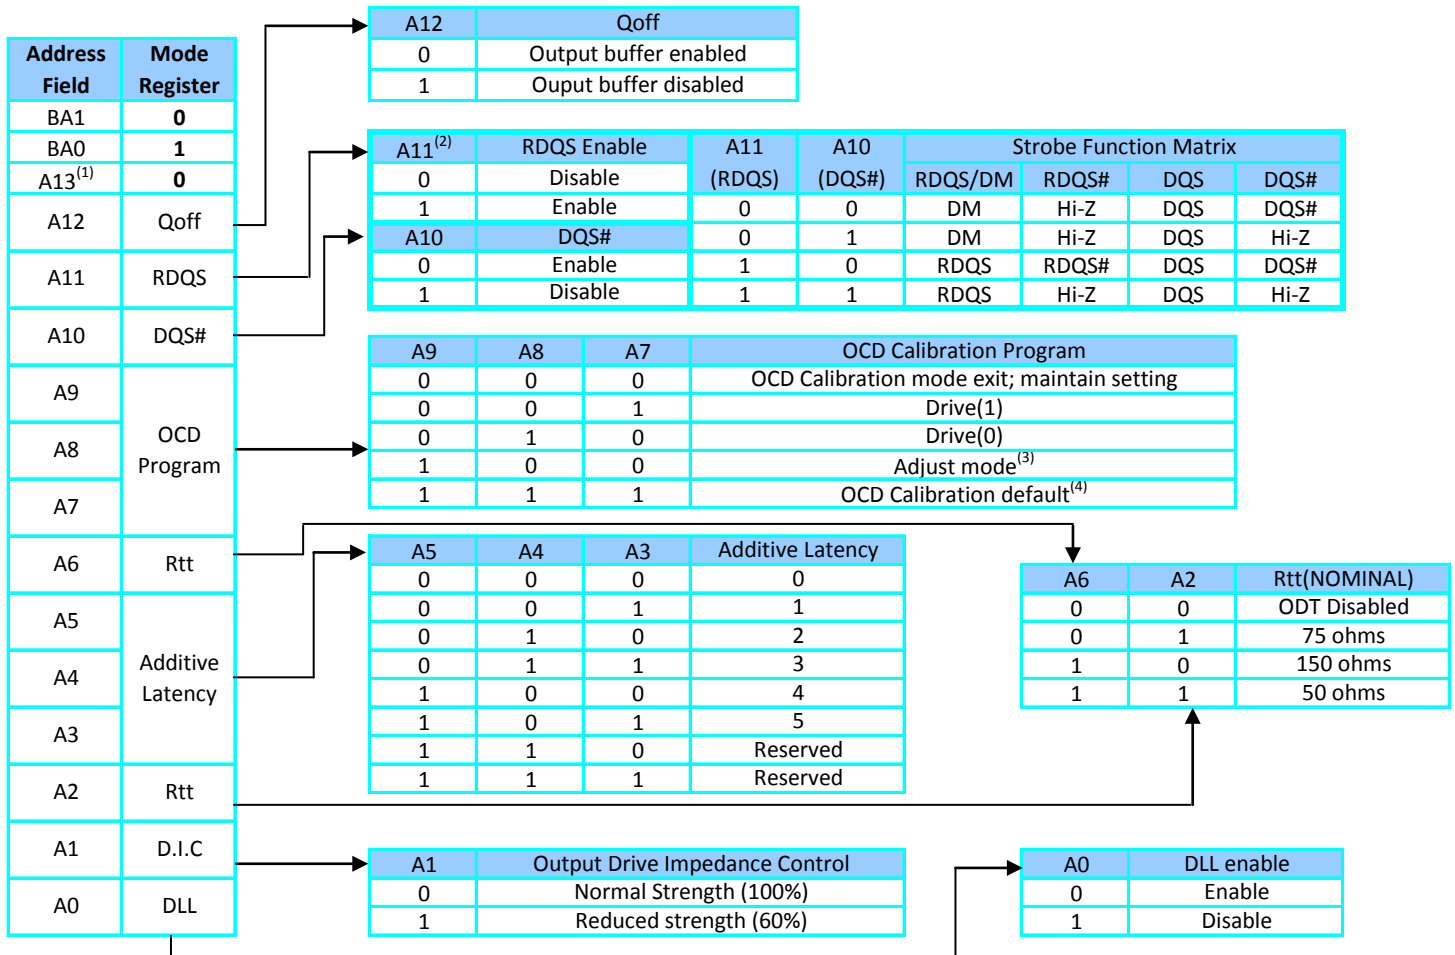 Address Field Mode Register
BA1 0
BA0 1
A13(1) 0
A12 Qoff
A11 RDQS
A10 DQS#
A9
A8 OCD Program
A7
A6 Rtt
A5
A4 Additive Latency
A3
A2 Rtt
A1 D.I.C
A0 DLL
A12 Qoff
0 Output buffer enabled
1 Ouput buffer disabled
A11(2) RDQS Enable
0 Disable
1 Enable
A10 DQS#
0 Enable
1 Disable
A11 A10 Strobe Function Matrix
(RDQS) (DQS#) RDQS/DM RDQS# DQS DQS#
0 0 DM Hi-Z DQS DQS#
0 1 DM Hi-Z DQS Hi-Z
1 0 RDQS RDQS# DQS DQS#
1 1 RDQS Hi-Z DQS Hi-Z
A9 A8 A7 OCD Calibration Program
0 0 0 OCD Calibration mode exit; maintain setting
0 0 1 Drive(1)
0 1 0 Drive(0)
1 0 0 Adjust mode(3)
1 1 1 OCD Calibration default(4)
A5 A4 A3 Additive Latency
0 0 0 0
0 0 1 1
0 1 0 2
0 1 1 3
1 0 0 4
1 0 1 5
1 1 0 Reserved
1 1 1 Reserved
A6 A2 Rtt(NOMINAL)
0 0 ODT Disabled
0 1 75 ohms
1 0 150 ohms
1 1 50 ohms
A1 Output Drive Impedance Control
0 Normal Strength (100%)
1 Reduced strength (60%)
A0 DLL enable
0 Enable
1 Disable